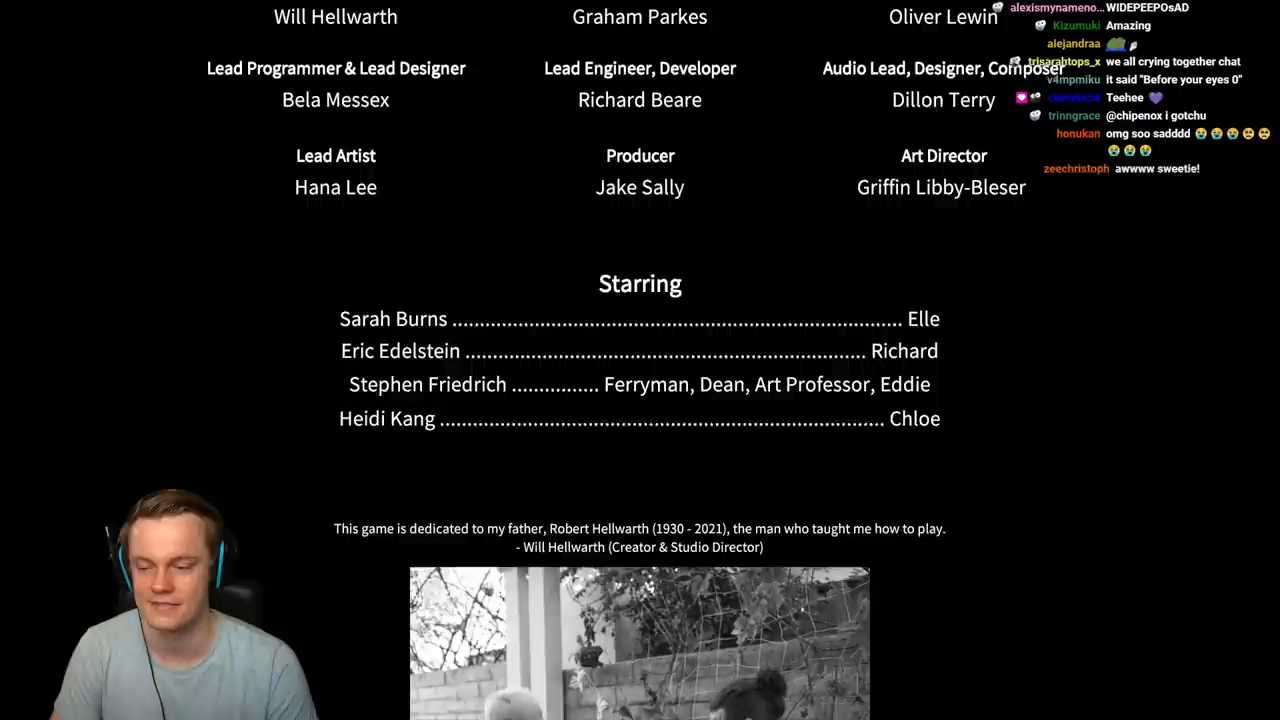 Will Hellwarth
Graham Parkes
Oliver Lewin
Lead Programmer & Lead Designer
Lead Engineer, Developer
Audio Lead, Designer, Composer
Bela Messex
Richard Beare
Dillon Terry
Lead Artist
Producer
Art Director
Hana Lee
Jake Sally
Griffin Libby-Bleser
Starring
Sarah Burns ................................................................................. Elle
Eric Edelstein ........................................................................ Richard
Stephen Friedrich ............... Ferryman, Dean, Art Professor, Eddie
Heidi Kang ................................................................................ Chloe
This game is dedicated to my father, Robert Hellwarth (1930 - 2021), the man who taught me how to play.
- Will Hellwarth (Creator & Studio Director)
alexismynameno... WIDEPEEPOsAD
Kizumuki Amazing
alejandraa
trisarahtops_x we all crying together chat
v4mpmiku it said "Before your eyes 0"
Teehee 💜
trinngrace @chipenox i gotchu
honukan omg soo sadddd 😭😭😭🥺🥺
😭😭😭
zeechristoph awwww sweetie!